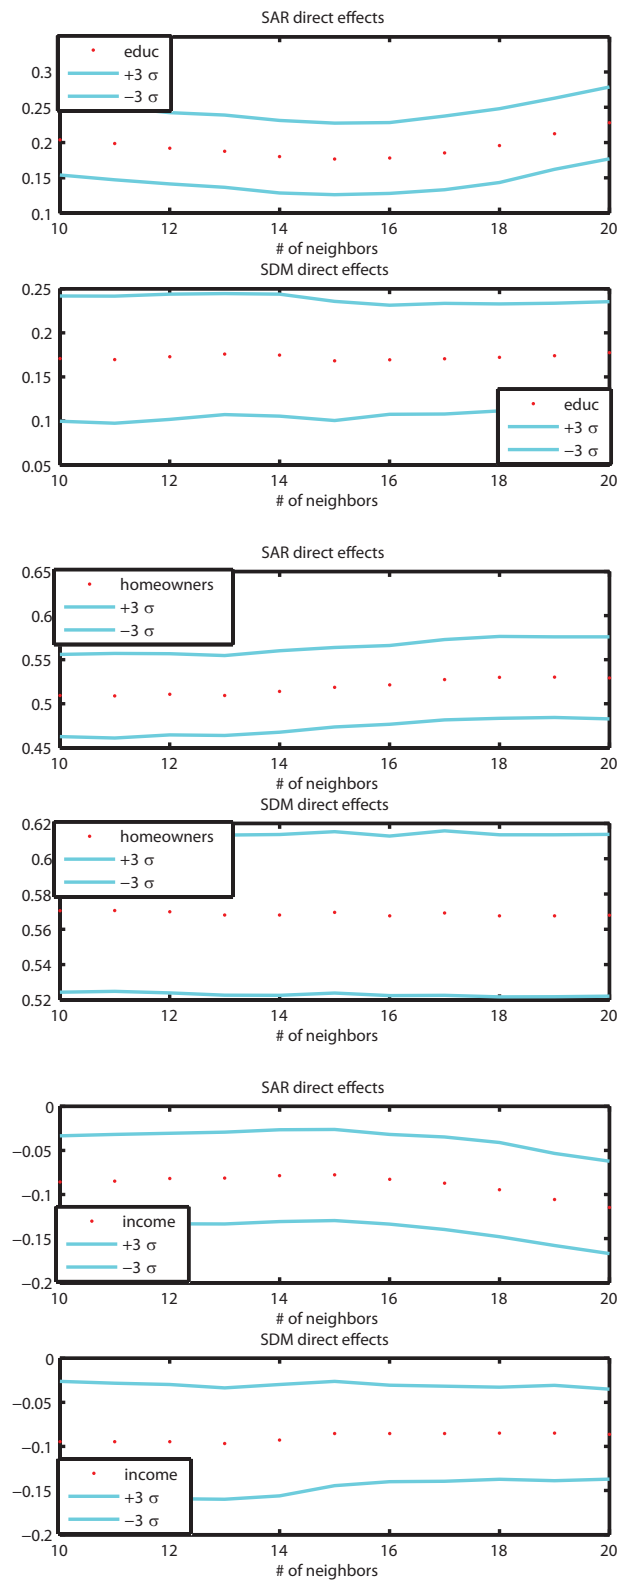 SAR direct effects
educ
+3 σ
−3 σ
0.3
0.25
0.2
0.15
0.1
10 12 14 16 18 20
# of neighbors
SDM direct effects
0.25
0.2
0.15
0.1
0.05
educ
+3 σ
−3 σ
10 12 14 16 18 20
# of neighbors
SAR direct effects
0.65
homeowners
+3 σ
−3 σ
0.6
0.55
0.5
0.45
10 12 14 16 18 20
# of neighbors
SDM direct effects
0.62
homeowners
+3 σ
−3 σ
0.6
0.58
0.56
0.54
0.52
10 12 14 16 18 20
# of neighbors
SAR direct effects
0
−0.05
−0.1
−0.15
−0.2
income
+3 σ
−3 σ
10 12 14 16 18 20
# of neighbors
SDM direct effects
0
−0.05
−0.1
−0.15
−0.2
income
+3 σ
−3 σ
10 12 14 16 18 20
# of neighbors